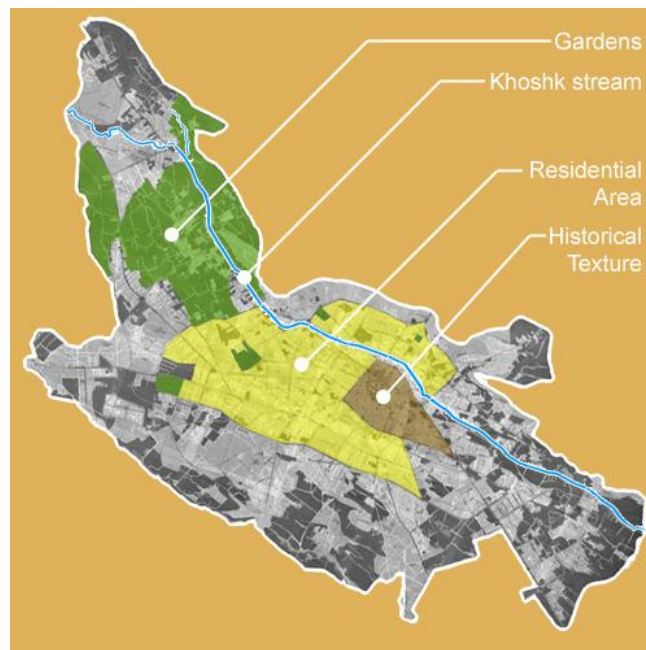 Gardens
Khoshk stream
Residential
Area
Historical
Texture